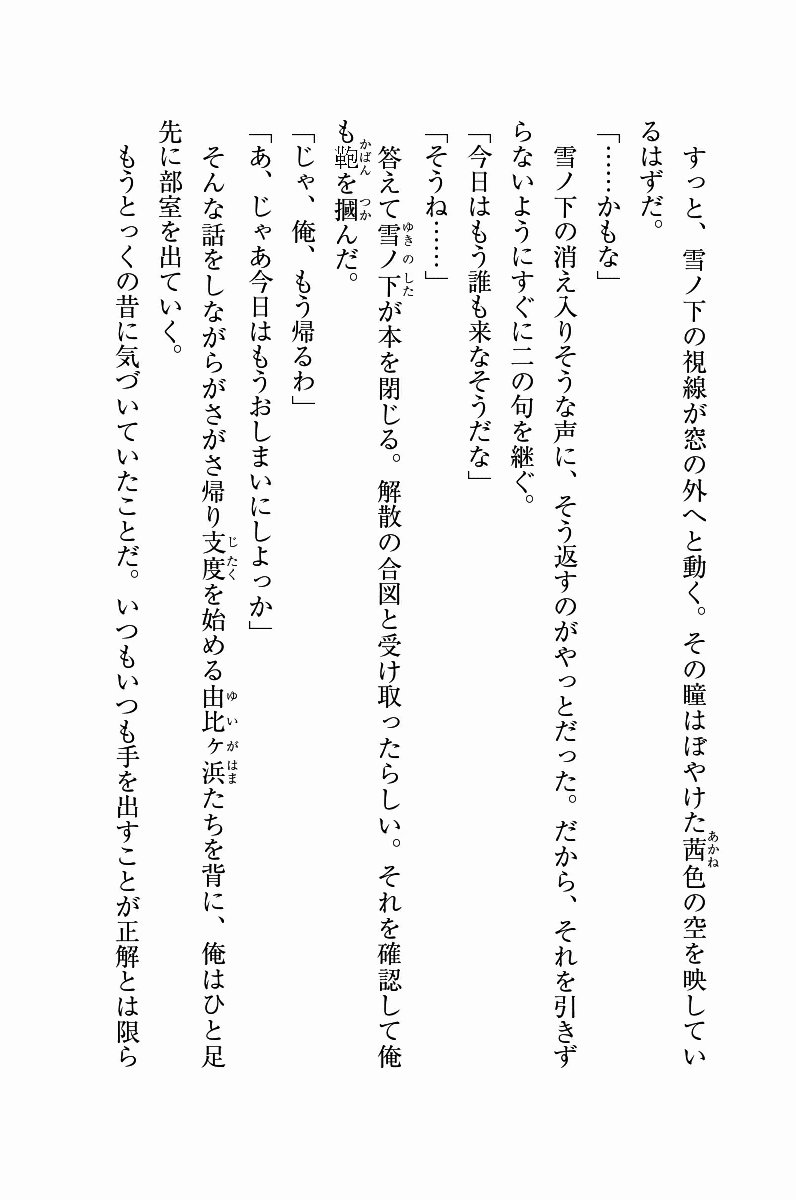 すっと、雪ノ下の視線が窓の外へと動く。その瞳はぼやけた茜色の空を映してい
るはずだ。
「……かもな」
　雪ノ下の消え入りそうな声に、そう返すのがやっとだった。だから、それを引きず
らないようにすぐに二の句を継ぐ。
「今日はもう誰も来なそうだな」
「そうね……」
　答えて雪ノ下が本を閉じる。解散の合図と受け取ったらしい。それを確認して俺
も鞄を摑んだ。
「じゃ、俺、もう帰るわ」
「あ、じゃあ今日はもうおしまいにしよっか」
　そんな話をしながらがさがさ帰り支度を始める由比ヶ浜たちを背に、俺はひと足
先に部室を出ていく。
　もうとっくの昔に気づいていたことだ。いつもいつも手を出すことが正解とは限ら